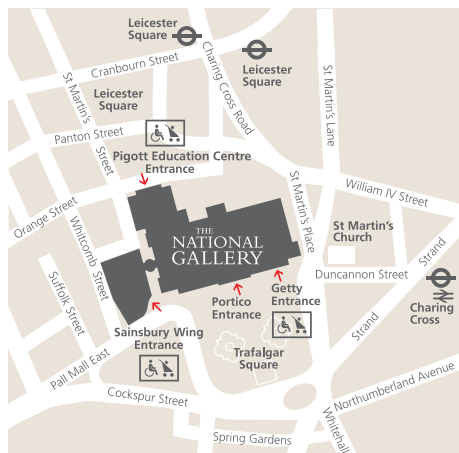 Leicester
Square
Leicester
Square
Cranbourn Street
Charing Cross Road
St Martin's
Street
Leicester
Square
St Martin's Lane
Panton Street
Pigott Education Centre
Entrance
William IV Street
St Martin's Place
Orange Street
Whitcomb Street
THE
NATIONAL
GALLERY
St Martin's
Church
Strand
Duncannon Street
Suffolk Street
Getty
Entrance
Portico
Entrance
Charing
Cross
Sainsbury Wing
Entrance
Strand
Trafalgar
Square
Pall Mall East
Cockspur Street
Northumberland Avenue
Whitehall
Spring Gardens